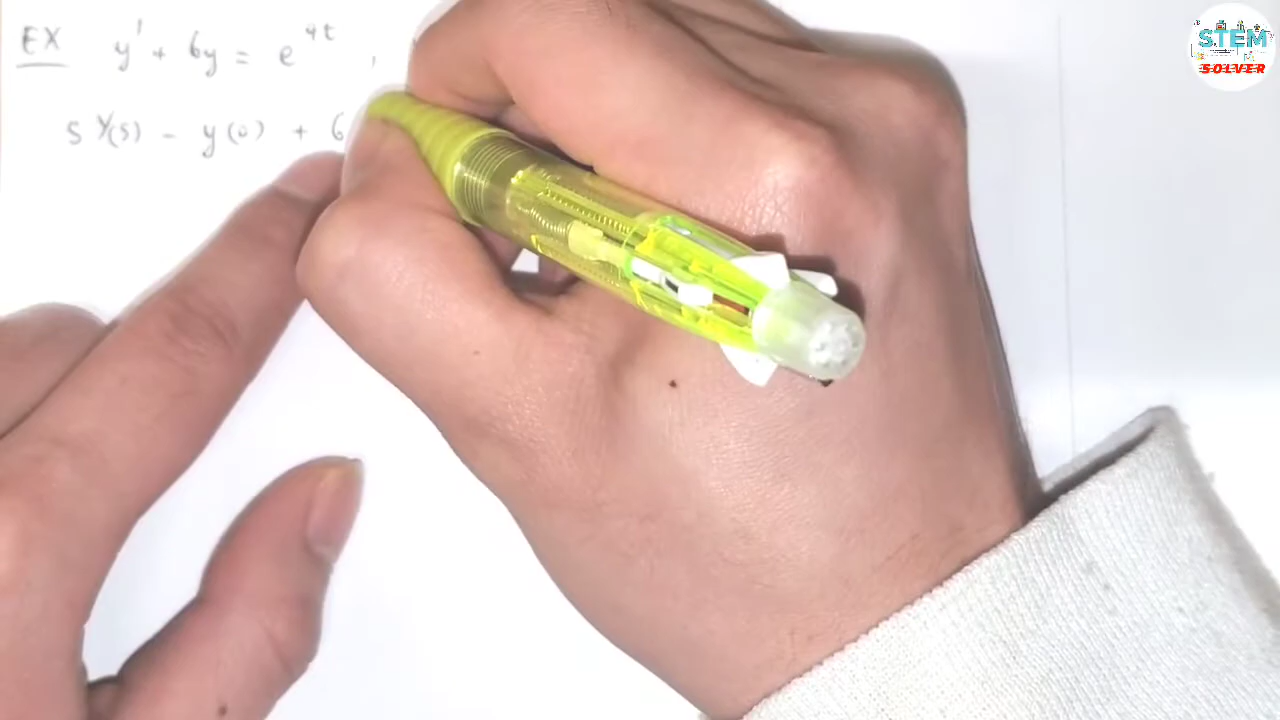 EX y' + 6y = e^{4t} ,
s Y(s) - y(0) + 6
STEM
SOLVER